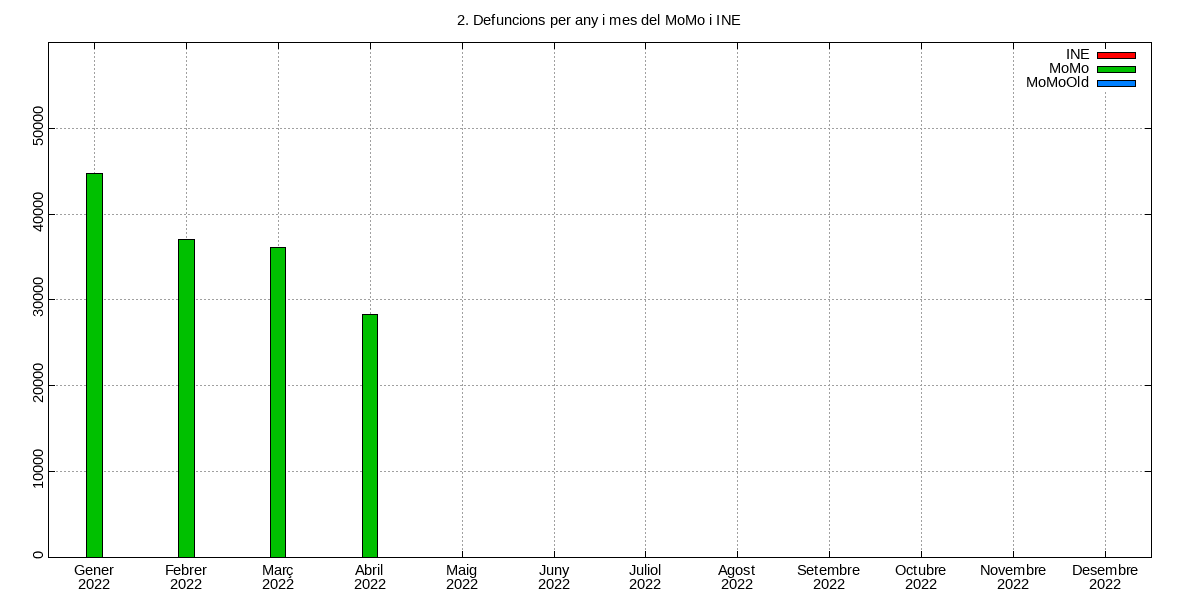 2. Defuncions per any i mes del MoMo i INE
INE
MoMo
MoMoOld
50000
40000
30000
20000
10000
0
Gener Febrer Març Abril Maig Juny Juliol Agost Setembre Octubre Novembre Desembre
2022 2022 2022 2022 2022 2022 2022 2022 2022 2022 2022 2022